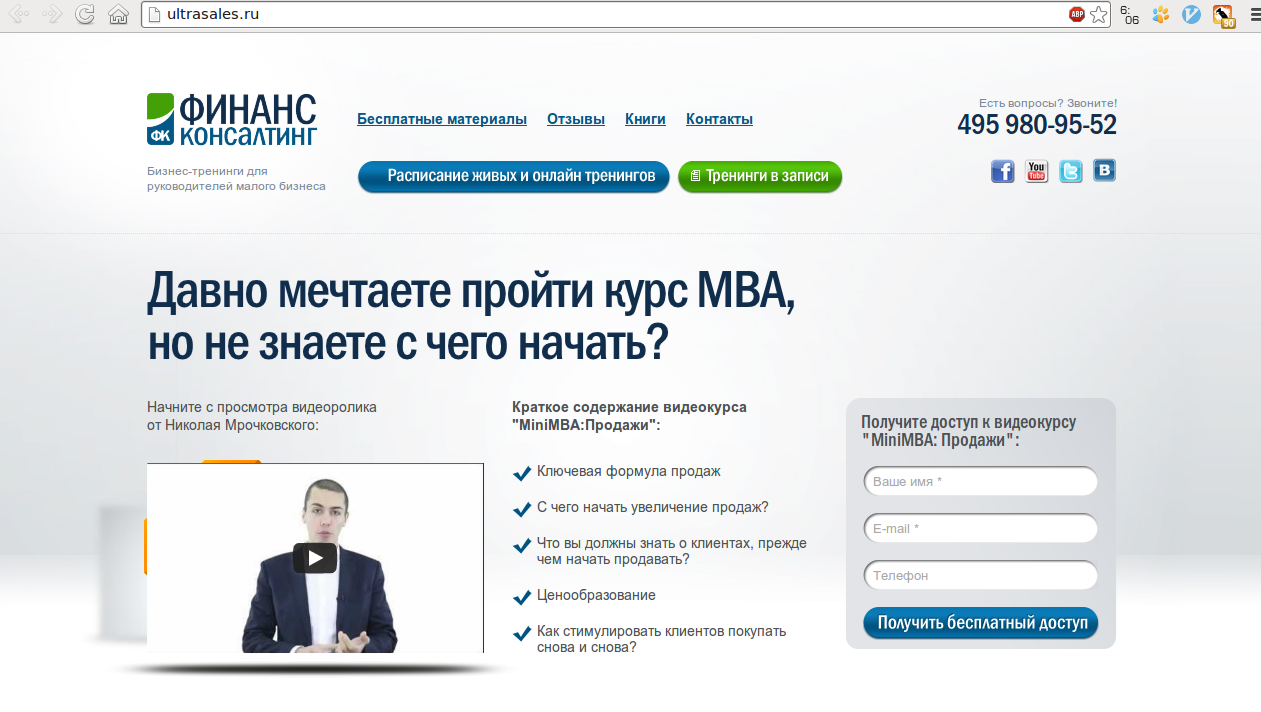 ultrasales.ru
ABP
6:
06
90
ФИНАНС
ФК КОНСАЛТИНГ
Бизнес-тренинги для
руководителей малого бизнеса
Бесплатные материалы Отзывы Книги Контакты
Расписание живых и онлайн тренингов Тренинги в записи
Есть вопросы? Звоните!
495 980-95-52
f You Tube t B
Давно мечтаете пройти курс MBA,
но не знаете с чего начать?
Начните с просмотра видеоролика
от Николая Мрочковского:
Краткое содержание видеокурса
"MiniMBA:Продажи":
Ключевая формула продаж
С чего начать увеличение продаж?
Что вы должны знать о клиентах, прежде
чем начать продавать?
Ценообразование
Как стимулировать клиентов покупать
снова и снова?
Получите доступ к видеокурсу
"MiniMBA: Продажи":
Ваше имя *
E-mail *
Телефон
Получить бесплатный доступ